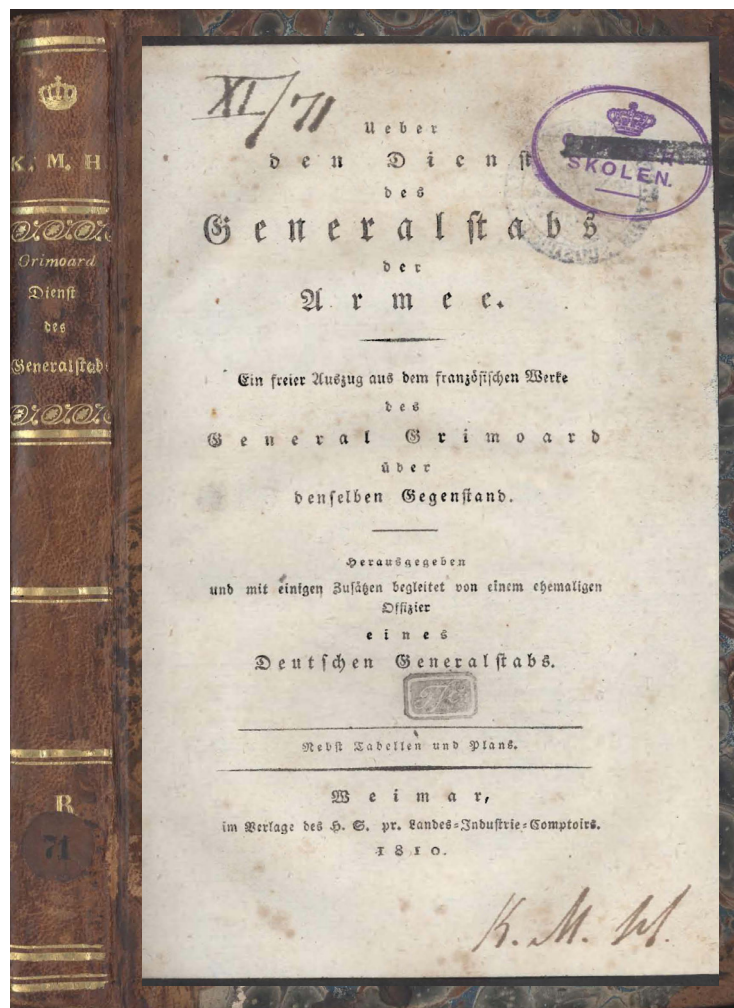 K. M. H
Grimoard
Dienst
des
Generalstab
R
71
XI/71
Ueber
den Dienst
des
Generalstabs
der
Armee.
Ein freier Auszug aus dem französischen Werke
des
General Grimoard
über
denselben Gegenstand.
Herausgegeben
und mit einigen Zusätzen begleitet von einem ehemaligen
Offizier
eines
Deutschen Generalstabs.
Nebst Tabellen und Plans.
Weimar,
im Verlage des H. S. pr. Landes-Industrie-Comptoirs.
1810.
K. M. H.
SKOLEN.